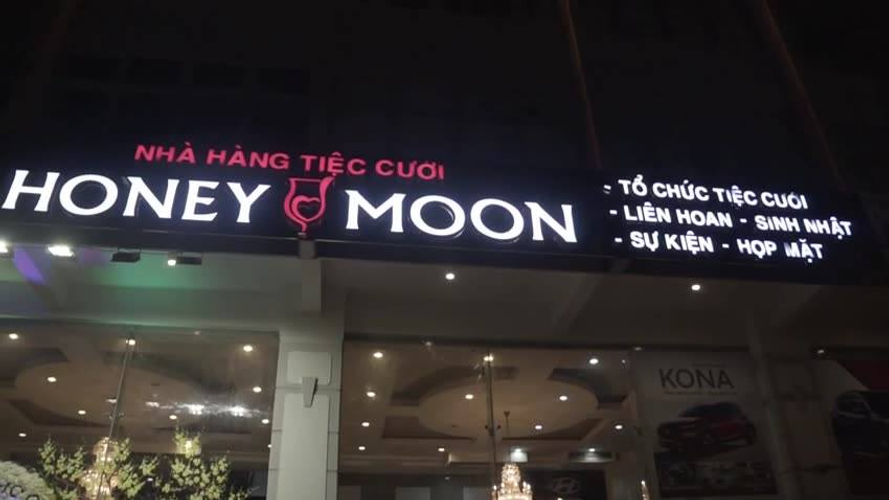 NHÀ HÀNG TIỆC CƯỚI
HONEY MOON
- TỔ CHỨC TIỆC CƯỚI
- LIÊN HOAN - SINH NHẬT
- SỰ KIỆN - HỌP MẶT
KONA